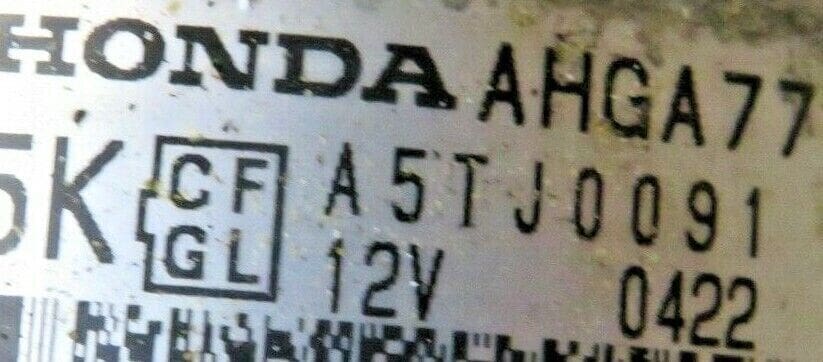 HONDA AHGA77
5K CF A5TJ0091
GL 12V 0422